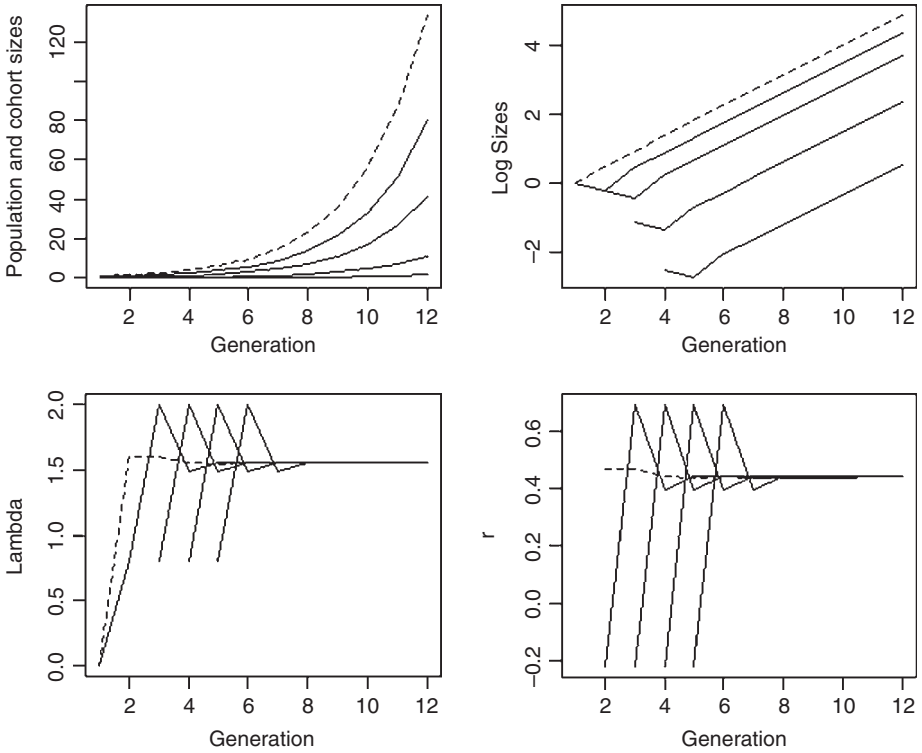 Population and cohort sizes
120
80
60
40
20
0
2 4 6 8 10 12
Generation
Log Sizes
4
2
0
−2
2 4 6 8 10 12
Generation
Lambda
2.0
1.5
1.0
0.5
0.0
2 4 6 8 10 12
Generation
r
0.6
0.4
0.2
0.0
−0.2
2 4 6 8 10 12
Generation